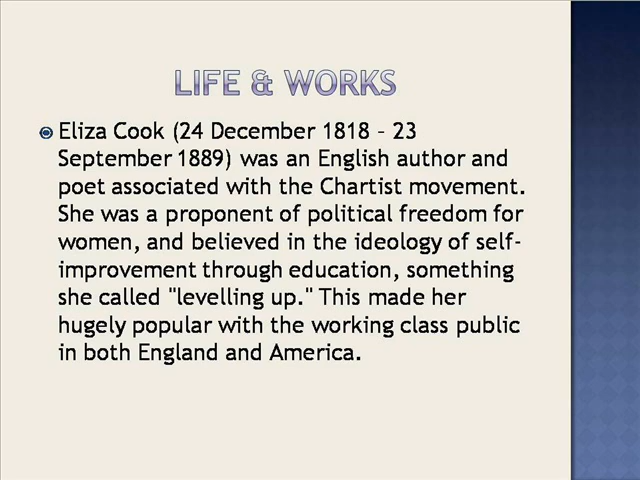 LIFE & WORKS
Eliza Cook (24 December 1818 – 23
September 1889) was an English author and
poet associated with the Chartist movement.
She was a proponent of political freedom for
women, and believed in the ideology of self-
improvement through education, something
she called "levelling up." This made her
hugely popular with the working class public
in both England and America.